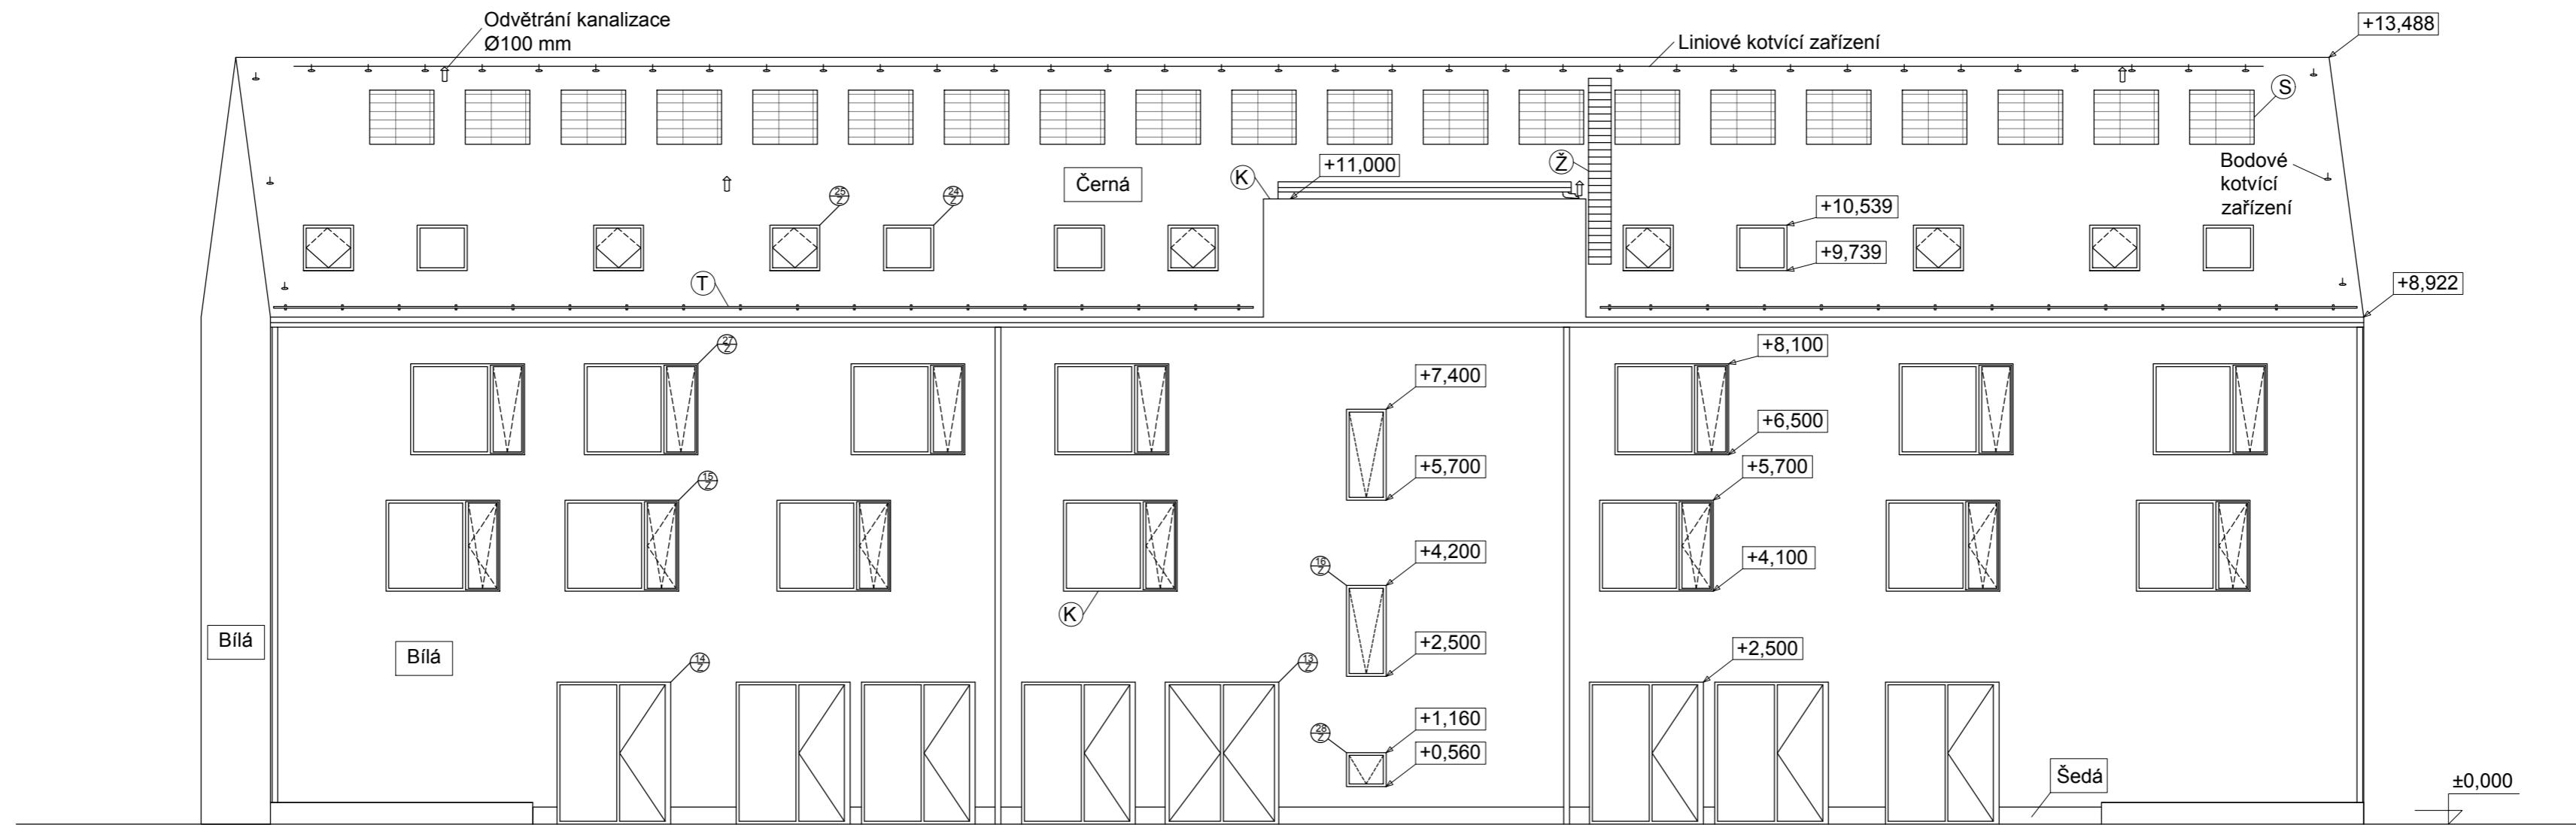 Odvětrání kanalizace
Ø100 mm
Liniové kotvící zařízení
+13,488
S
Ž
K
+11,000
Bodové
kotvící
zařízení
Černá
25
Z
24
Z
+10,539
+9,739
T
+8,922
27
Z
+8,100
+7,400
+6,500
+5,700
+5,700
15
Z
+4,200
+4,100
16
Z
K
Bílá
Bílá
+2,500
+2,500
14
Z
13
Z
+1,160
28
Z
+0,560
Šedá
±0,000